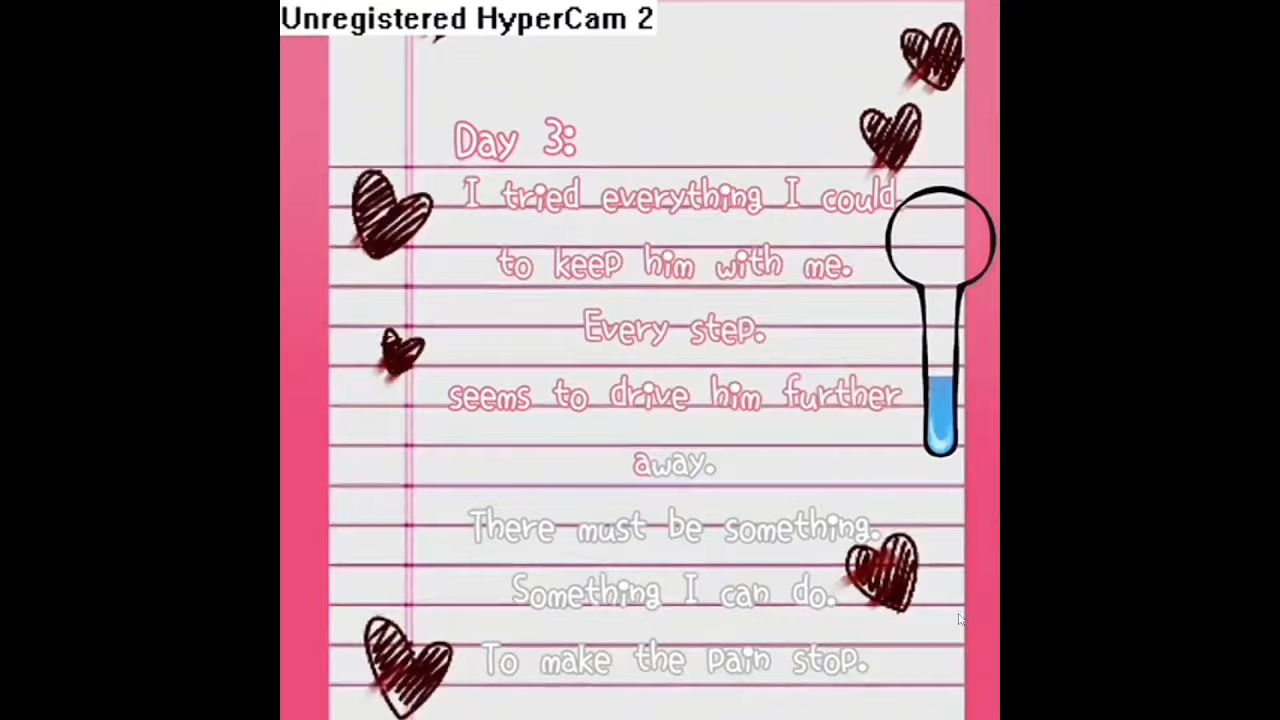 Unregistered HyperCam 2
Day 3:
I tried everything I could
to keep him with me.
Every step.
seems to drive him further
away.
There must be something.
Something I can do.
To make the pain stop.